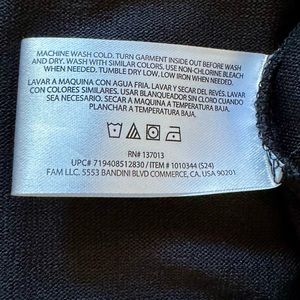 MACHINE WASH COLD. TURN GARMENT INSIDE OUT BEFORE WASH
AND DRY. WASH WITH SIMILAR COLORS. USE NON-CHLORINE BLEACH
WHEN NEEDED. TUMBLE DRY LOW. LOW IRON WHEN NEEDED.
LAVAR A MAQUINA CON AGUA FRIA. LAVAR Y SECAR DEL REVÉS.
CON COLORES SIMILARES. USAR BLANQUEADOR SIN CLORO CUANDO
SEA NECESARIO. SECAR A MAQUINA A TEMPERATURA BAJA.
PLANCHAR A TEMPERATURA BAJA.
RN# 137013
UPC# 719408512830 / ITEM # 1010344 (S24)
FAM LLC. 5553 BANDINI BLVD COMMERCE, CA, USA 90201